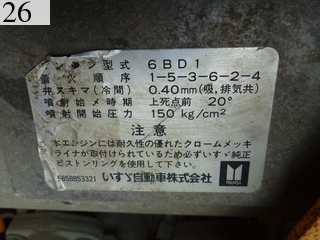 26
エンジン型式 6BD1
着火順序 1-5-3-6-2-4
弁スキマ(冷間) 0.40mm(吸,排気共)
噴射始メ時期 上死点前 20°
噴射開始圧力 150kg/cm²
注意
本エンジンには耐久性の優れたクロームメッキ
ライナが取付けられているため必ずいすゞ純正
ピストンリングを使用して下さい。
5858853321 いすゞ自動車株式会社